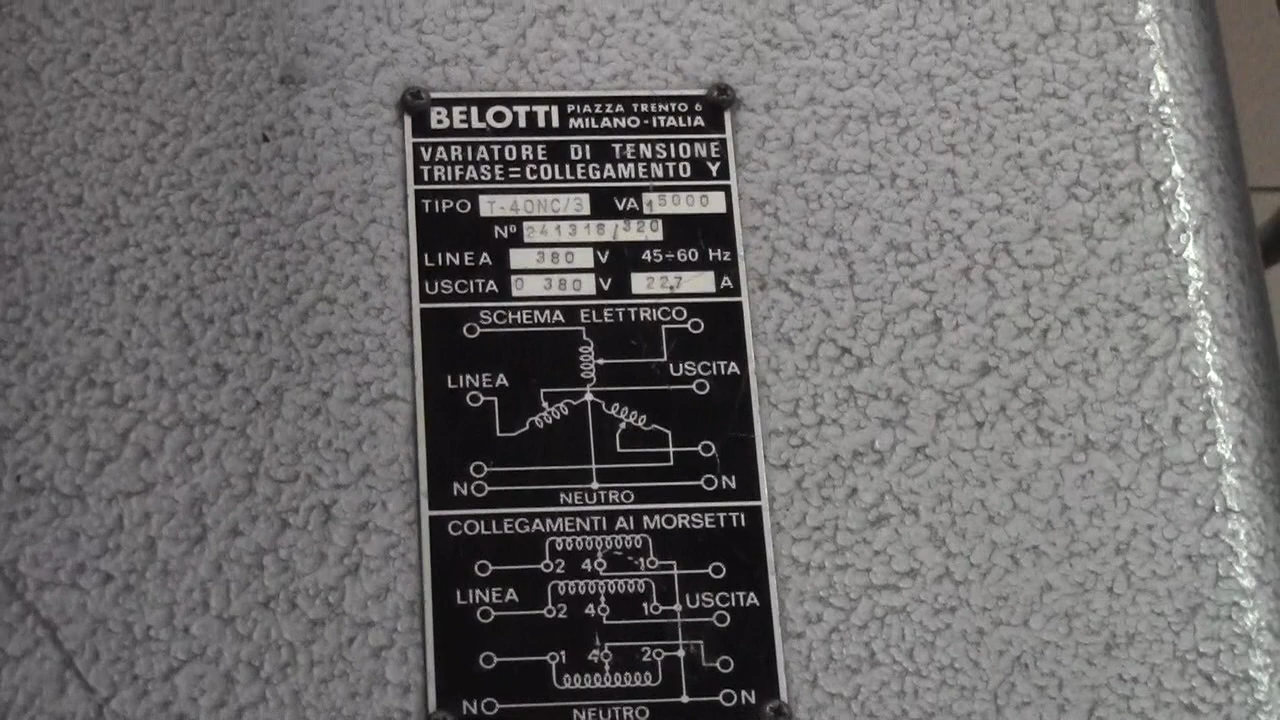 BELOTTI PIAZZA TRENTO 6
MILANO-ITALIA
VARIATORE DI TENSIONE
TRIFASE=COLLEGAMENTO Y
TIPO T-40NC/3 VA 15000
Nº 241318/320
LINEA 380 V 45÷60 Hz
USCITA 0 380 V 22,7 A
SCHEMA ELETTRICO
USCITA
LINEA
N N
NEUTRO
COLLEGAMENTI AI MORSETTI
2 4 1
LINEA USCITA
2 4 1
1 4 2
N N
NEUTRO